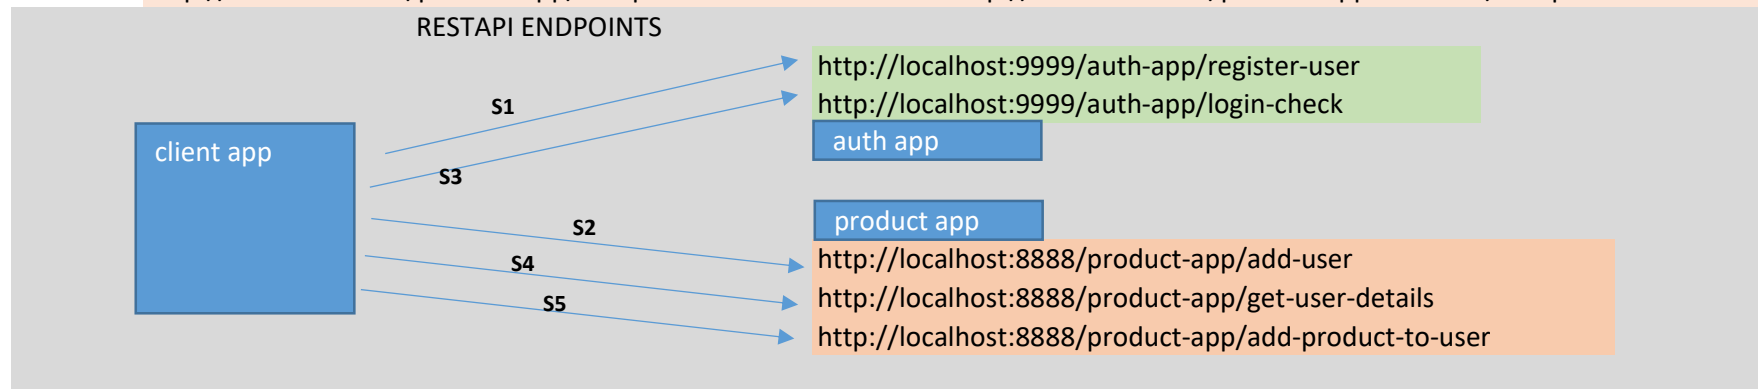 RESTAPI ENDPOINTS
http://localhost:9999/auth-app/register-user
S1
http://localhost:9999/auth-app/login-check
client app
auth app
S3
product app
S2
http://localhost:8888/product-app/add-user
S4
http://localhost:8888/product-app/get-user-details
S5
http://localhost:8888/product-app/add-product-to-user